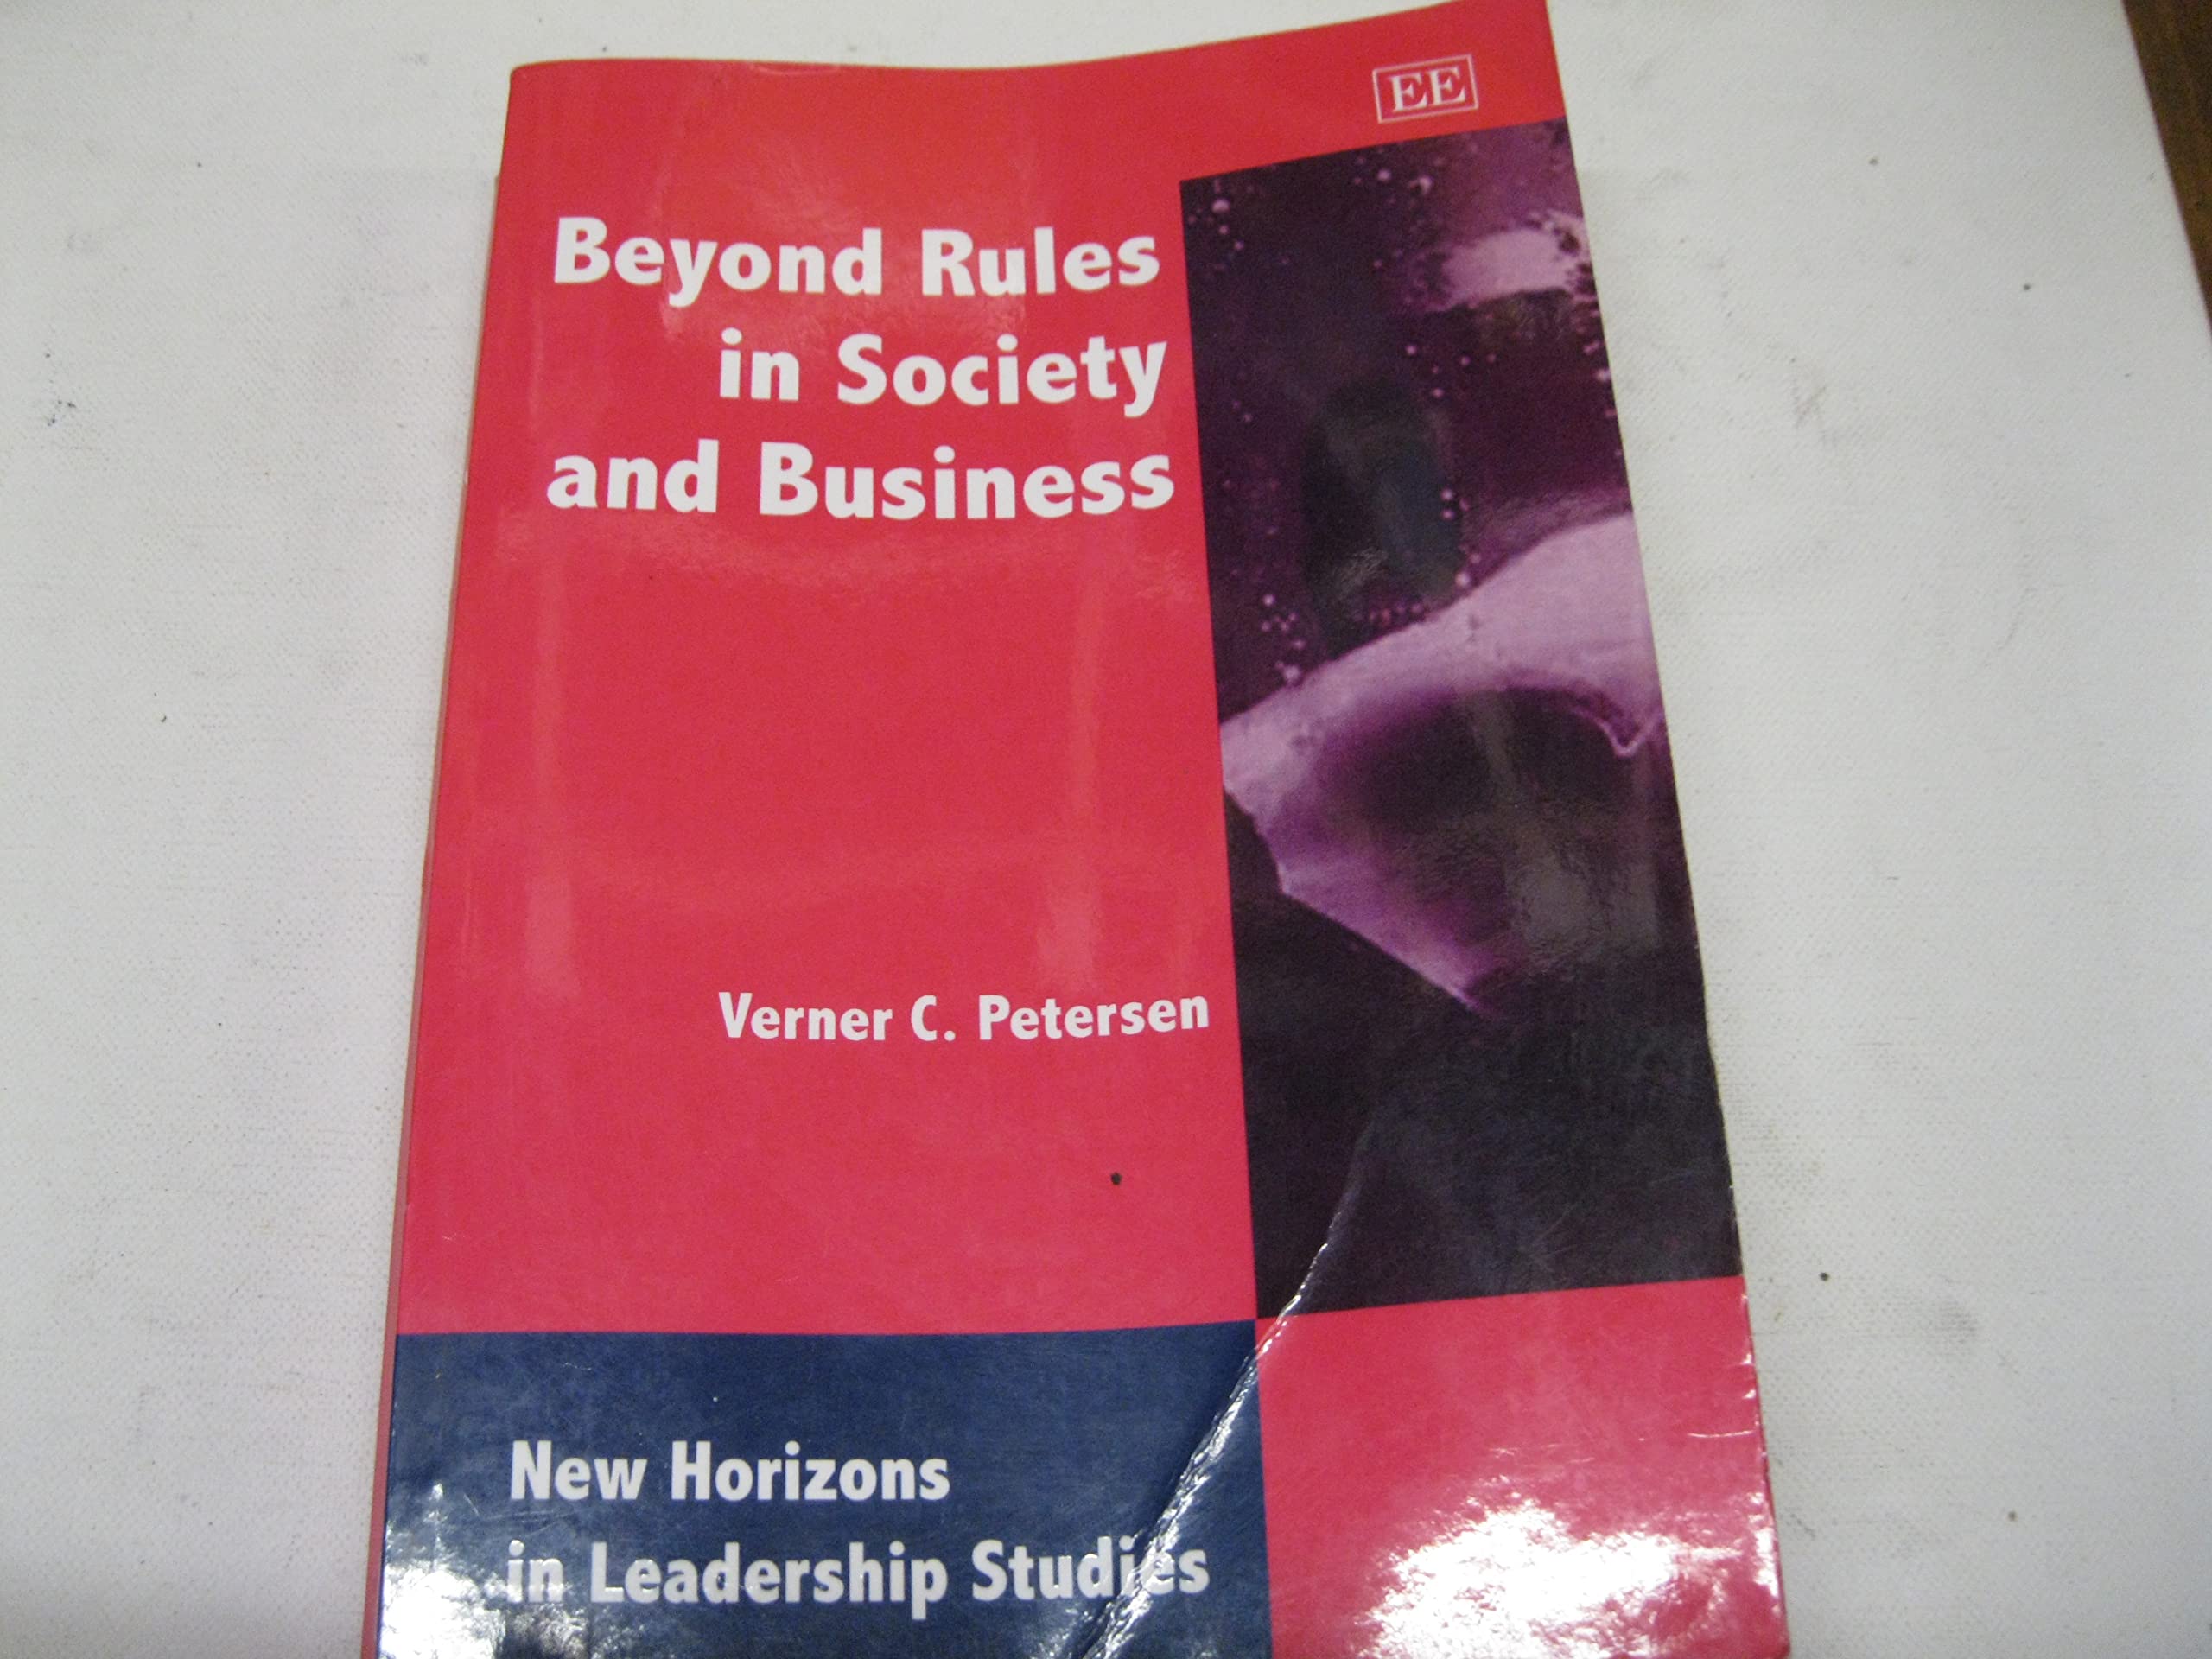 EE
Beyond Rules
in Society
and Business
Verner C. Petersen
New Horizons
in Leadership Studies